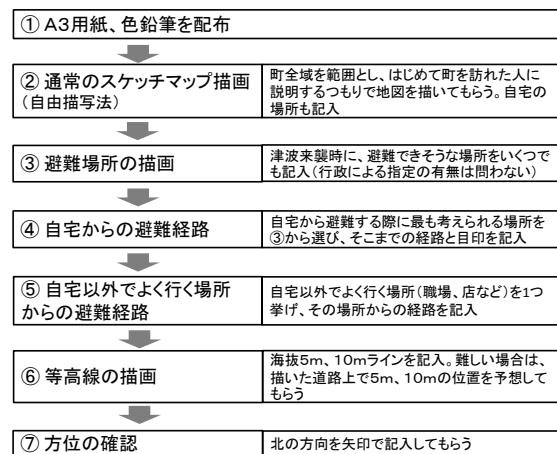 ① A3用紙、色鉛筆を配布
② 通常のスケッチマップ描画
(自由描写法)
町全域を範囲とし、はじめて町を訪れた人に
説明するつもりで地図を描いてもらう。自宅の
場所も記入
③ 避難場所の描画
津波来襲時に、避難できそうな場所をいくつで
も記入(行政による指定の有無は問わない)
④ 自宅からの避難経路
自宅から避難する際に最も考えられる場所を
③から選び、そこまでの経路と目印を記入
⑤ 自宅以外でよく行く場所
からの避難経路
自宅以外でよく行く場所(職場、店など)を1つ
挙げ、その場所からの経路を記入
⑥ 等高線の描画
海抜5m、10mラインを記入。難しい場合は、
描いた道路上で5m、10mの位置を予想して
もらう
⑦ 方位の確認
北の方向を矢印で記入してもらう